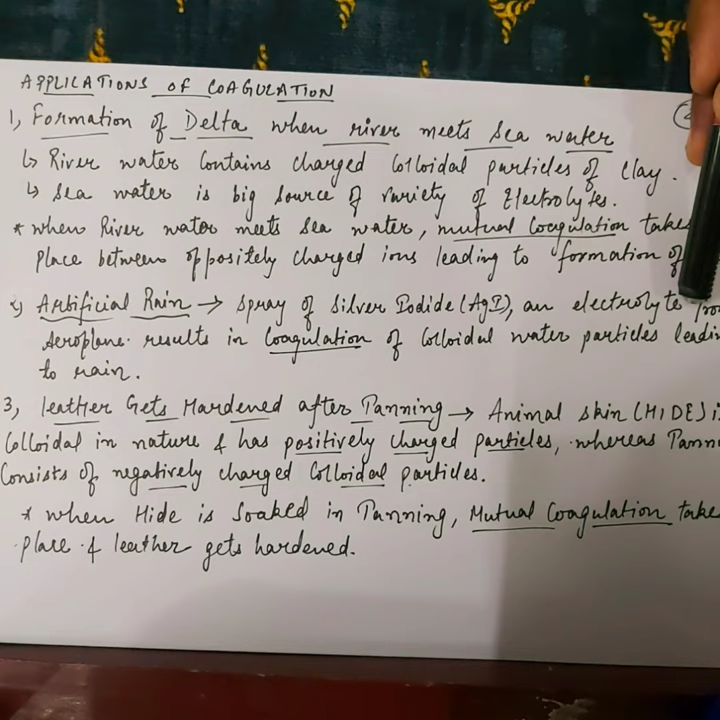 APPLICATIONS OF COAGULATION
1, Formation of Delta when river meets Sea water
↳ River water Contains charged Colloidal particles of Clay.
↳ Sea water is big Source of variety of Electrolytes.
* when River water meets Sea water, mutual Coagulation take
place between oppositely charged ions leading to formation of
Artificial Rain → Spray of Silver Iodide (AgI), an electrolyte
Aeroplane. results in Coagulation of Colloidal water particles leadin
to rain.
3, Leather Gets Hardened after Tanning → Animal skin (HIDE) i
Colloidal in nature & has positively charged particles, whereas Tann
Consists of negatively charged Colloidal particles.
* when Hide is Soaked in Tanning, Mutual Coagulation take
place & leather gets hardened.